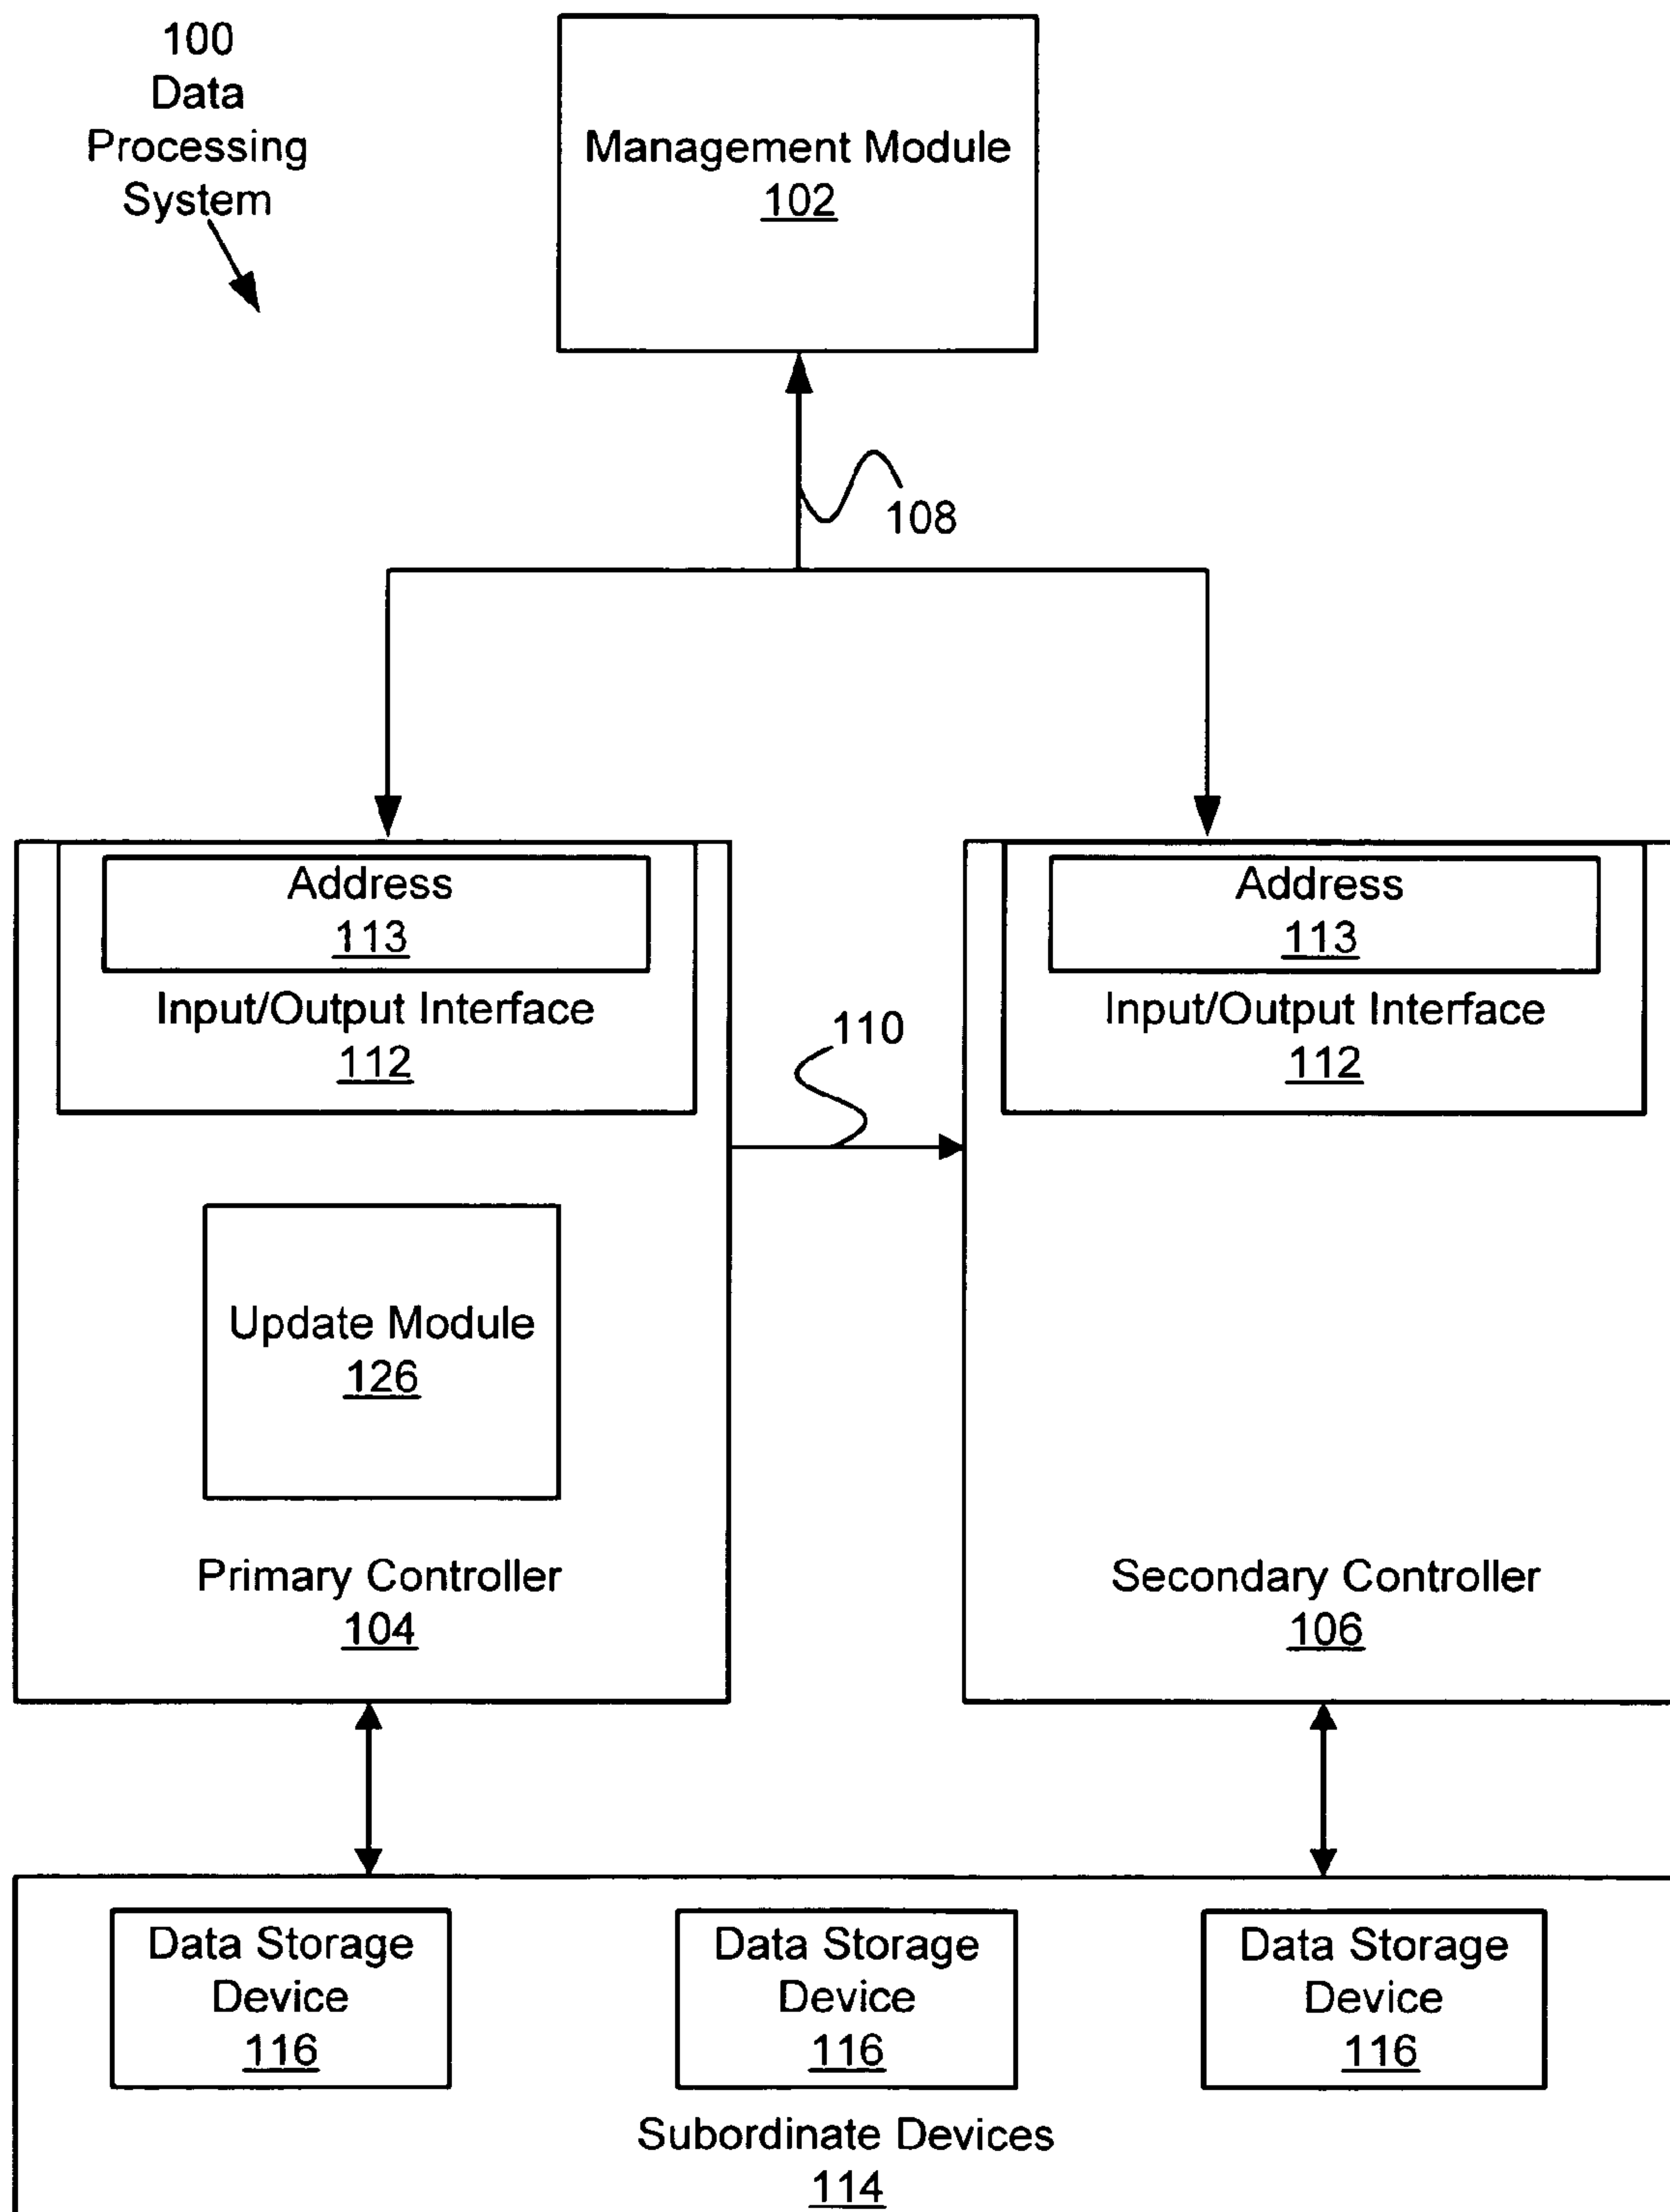 100
Data
Processing
System
Management Module
102
108
Address
113
Input/Output Interface
112
Address
113
Input/Output Interface
112
110
Update Module
126
Primary Controller
104
Secondary Controller
106
Data Storage
Device
116
Data Storage
Device
116
Data Storage
Device
116
Subordinate Devices
114